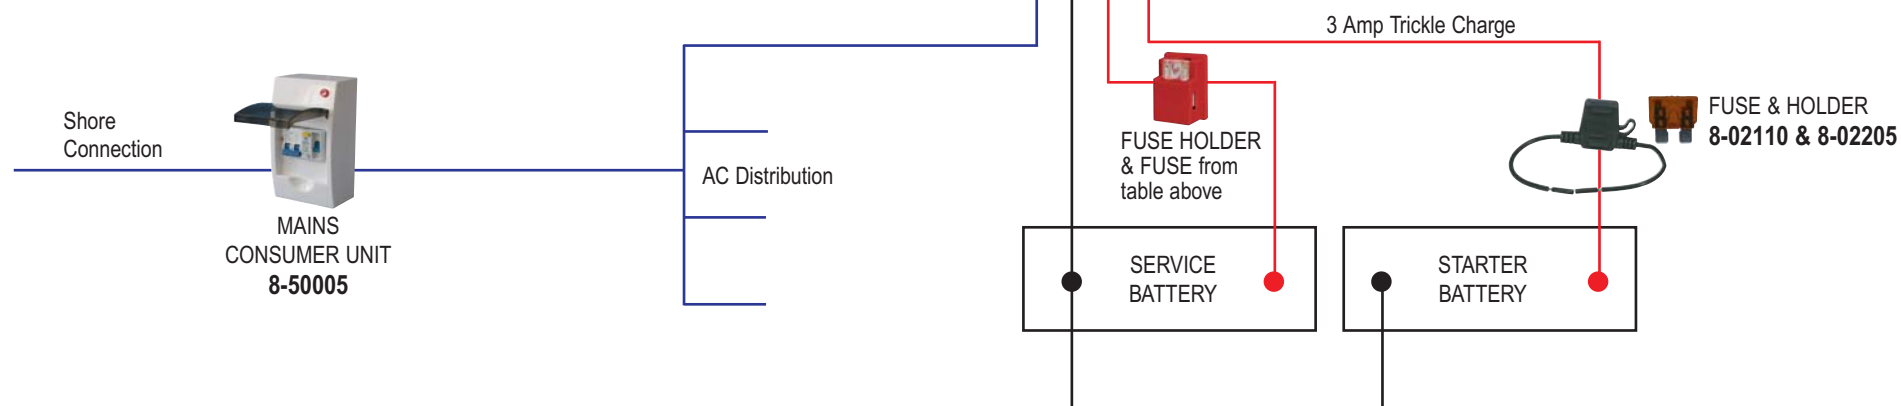 3 Amp Trickle Charge
Shore
Connection
MAINS
CONSUMER UNIT
8-50005
AC Distribution
FUSE HOLDER
& FUSE from
table above
FUSE & HOLDER
8-02110 & 8-02205
SERVICE
BATTERY
STARTER
BATTERY